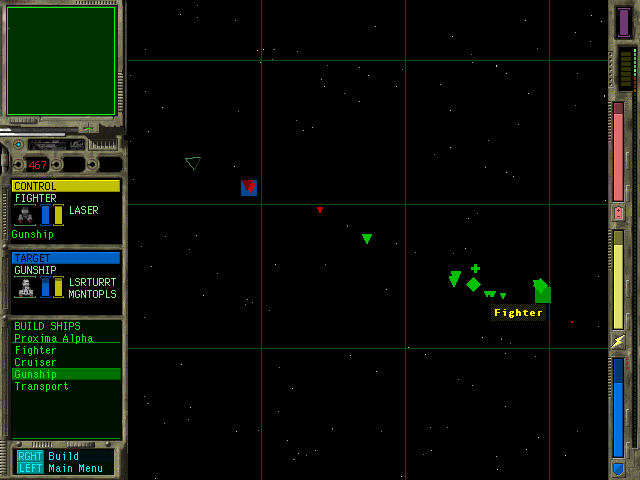 467
CONTROL
FIGHTER
LASER
Gunship
TARGET
GUNSHIP
LSRTURRT
MGNTOPLS
BUILD SHIPS
Proxima Alpha
Fighter
Cruiser
Gunship
Transport
RGHT Build
LEFT Main Menu
Fighter